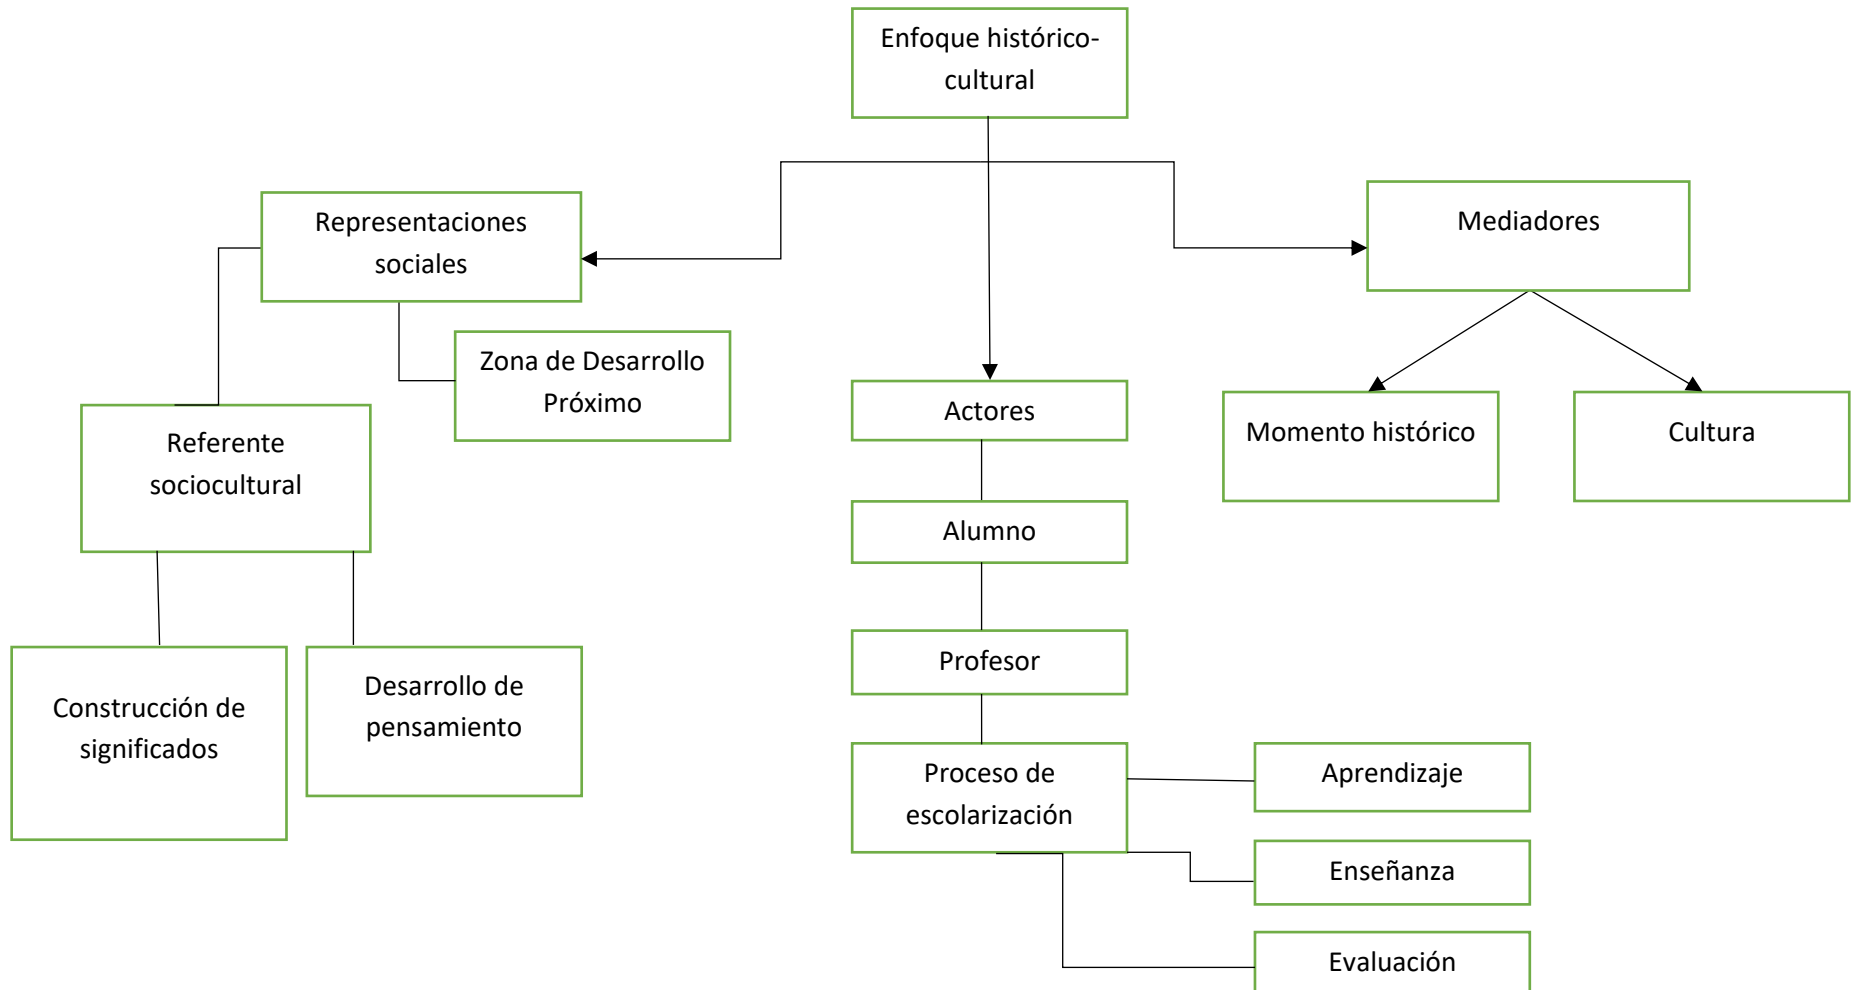 Enfoque histórico-
cultural
Representaciones
sociales
Mediadores
Zona de Desarrollo
Próximo
Actores
Momento histórico
Cultura
Referente
sociocultural
Alumno
Profesor
Construcción de
significados
Desarrollo de
pensamiento
Proceso de
escolarización
Aprendizaje
Enseñanza
Evaluación